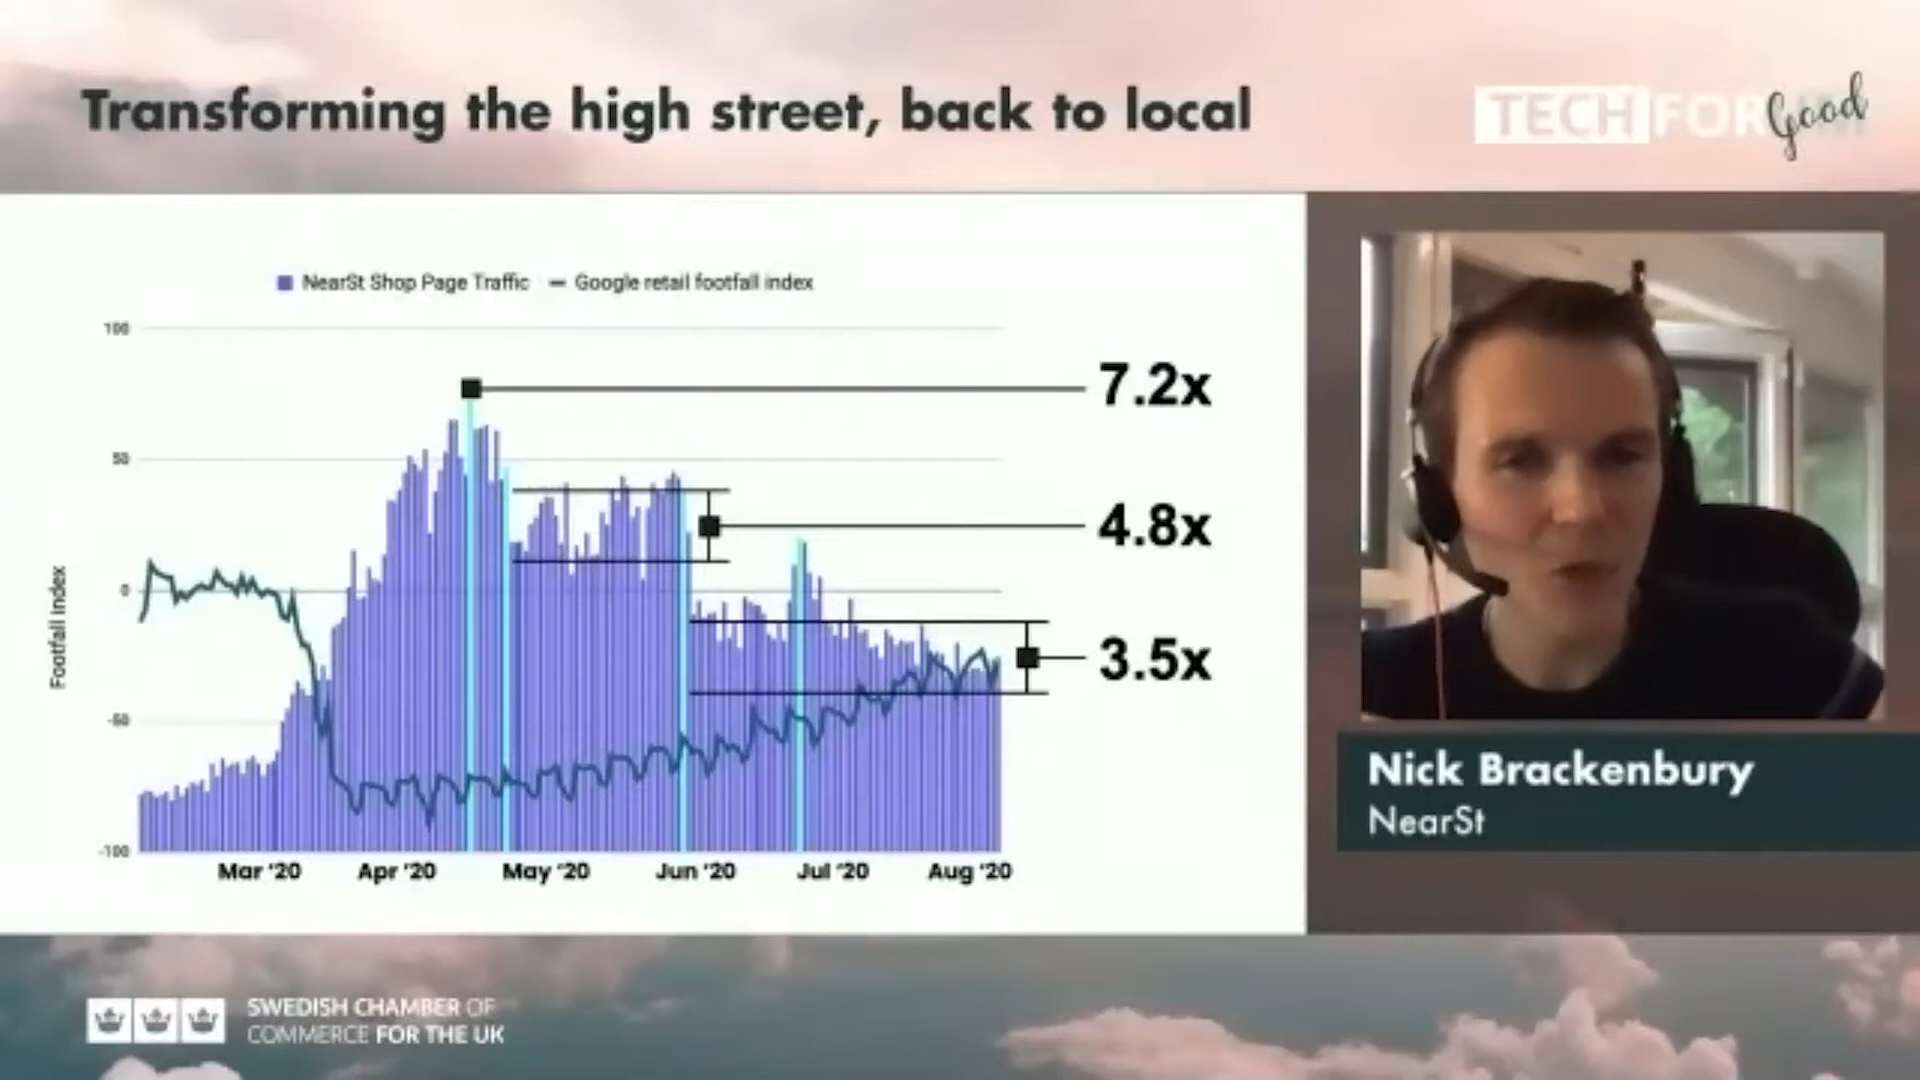 Transforming the high street, back to local
TECH FOR Good
NearSt Shop Page Traffic
Google retail footfall index
100
50
0
-50
-100
Footfall Index
7.2x
4.8x
3.5x
Mar '20
Apr '20
May '20
Jun '20
Jul '20
Aug '20
Nick Brackenbury
NearSt
SWEDISH CHAMBER OF
COMMERCE FOR THE UK